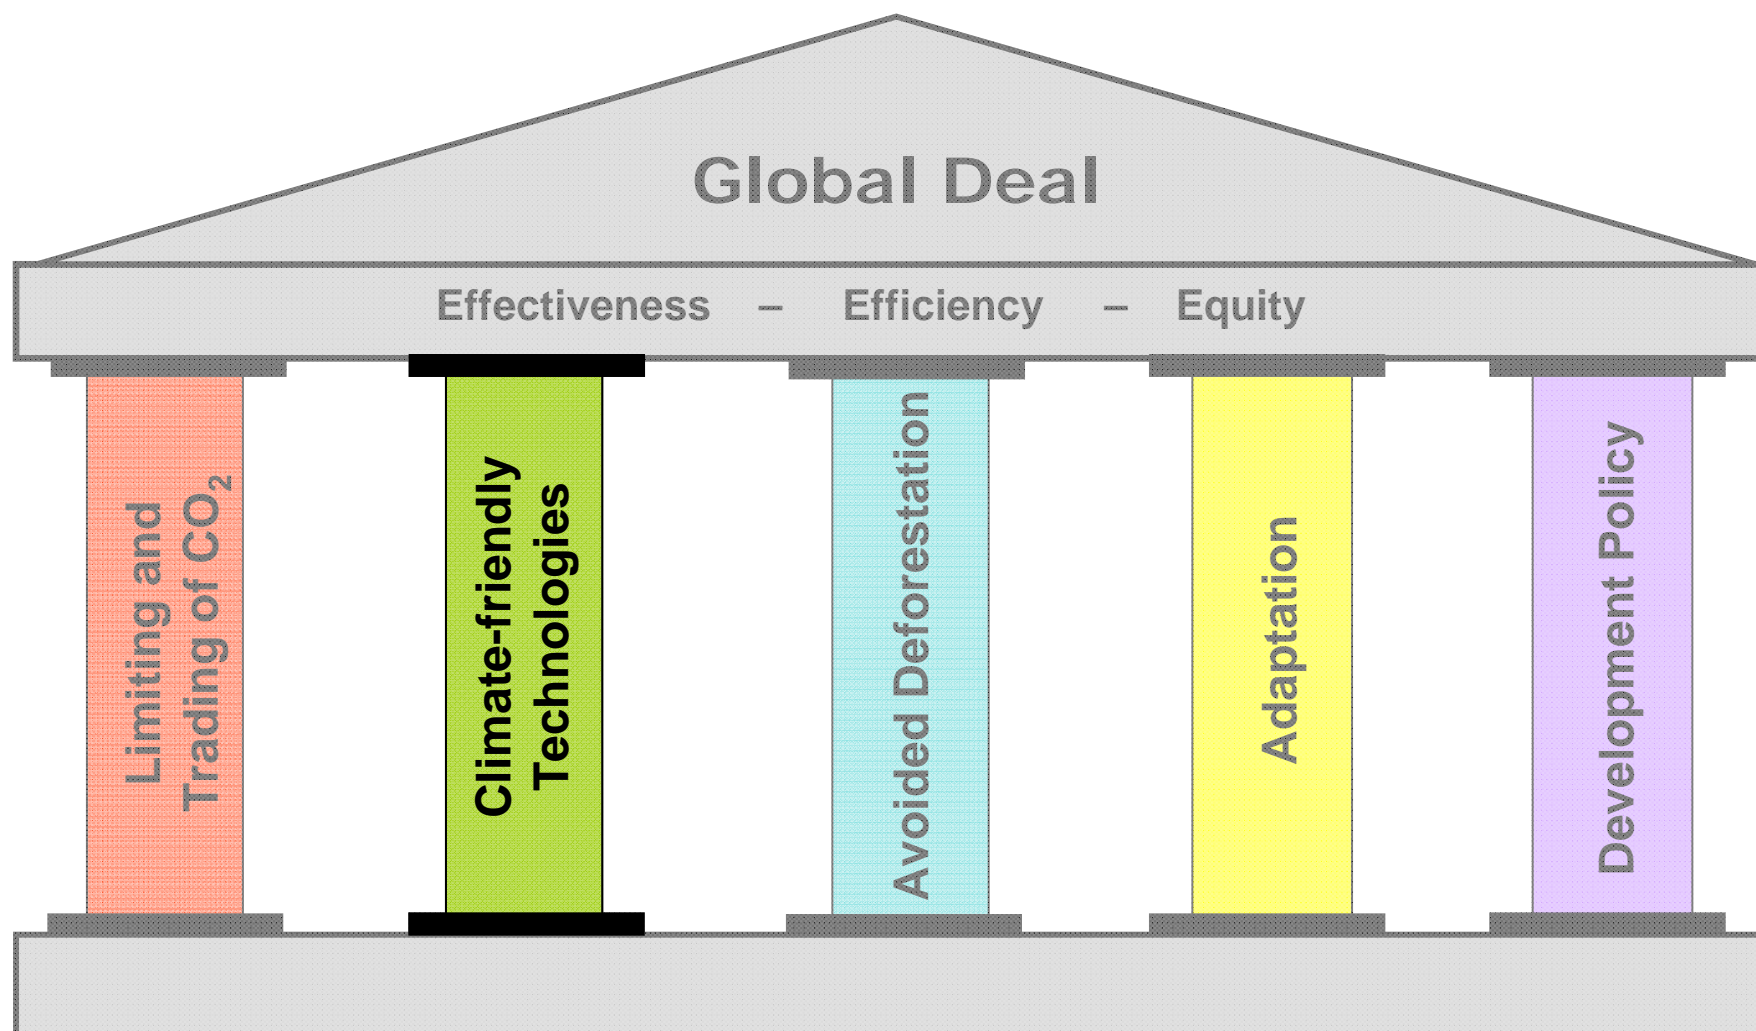 Global Deal
Effectiveness – Efficiency – Equity
Limiting and
Trading of CO₂
Climate-friendly
Technologies
Avoided Deforestation
Adaptation
Development Policy